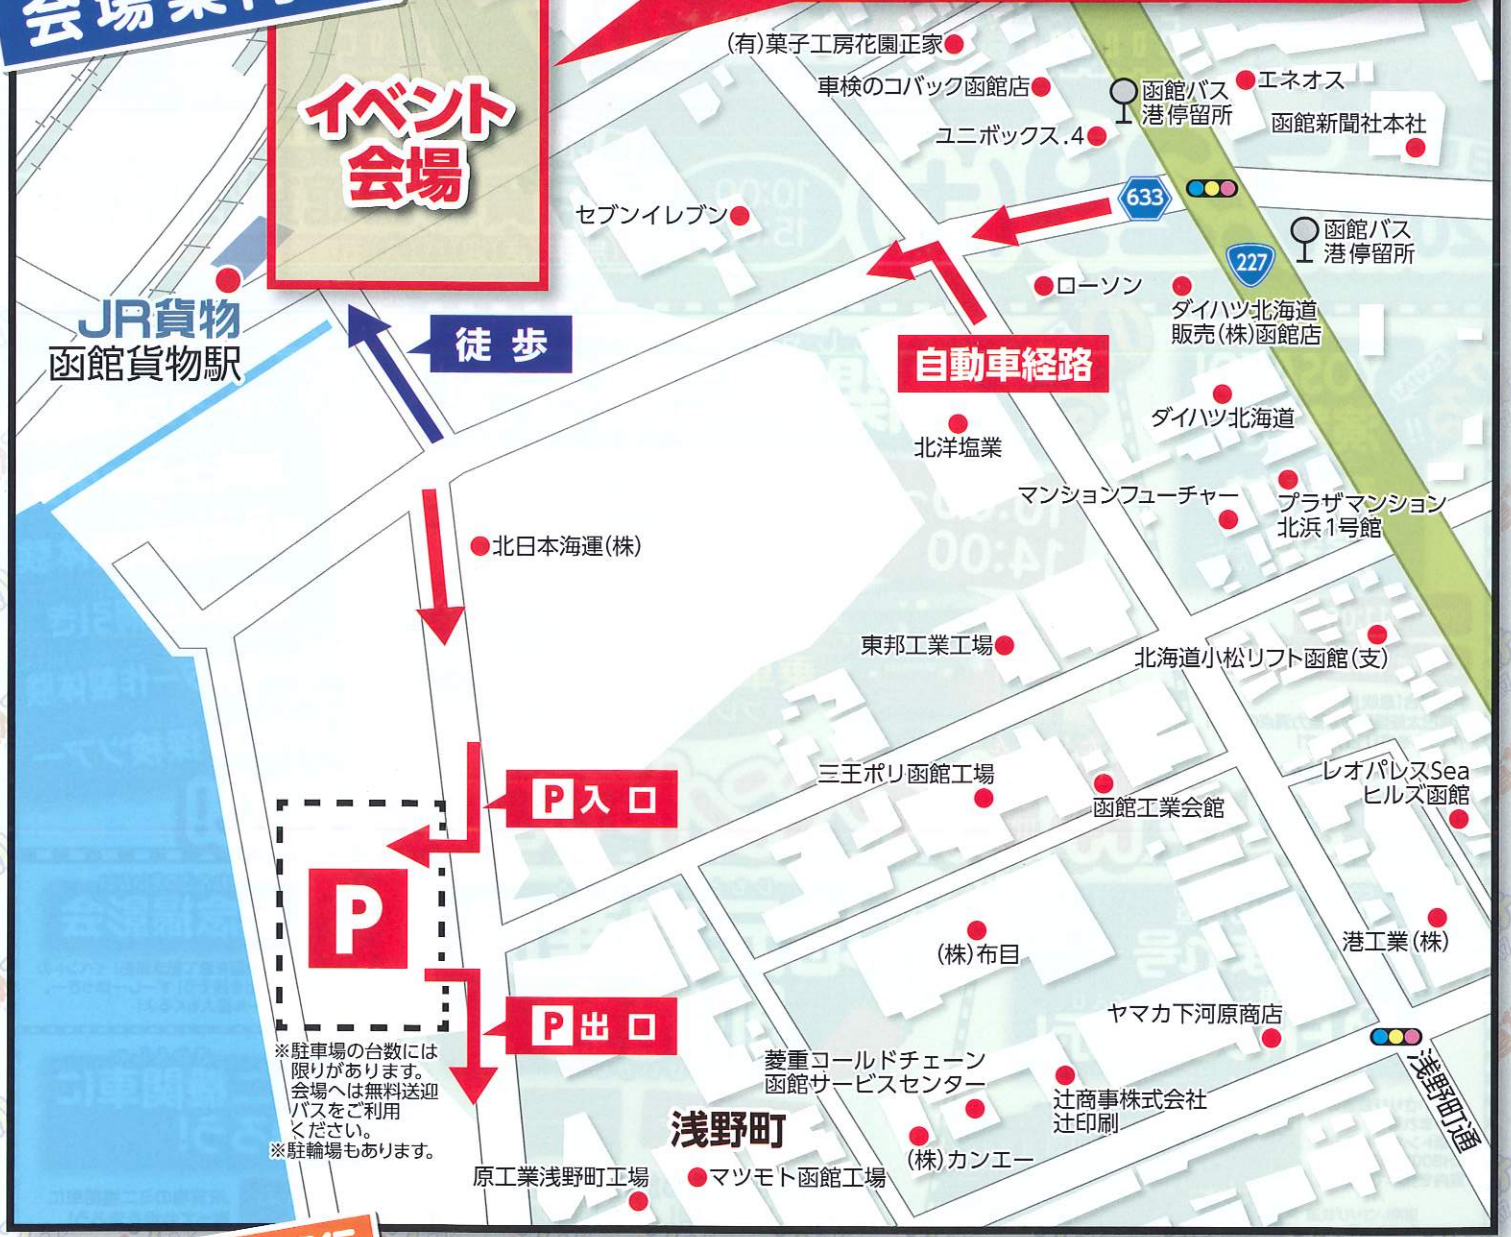 会場案内
イベント
会場
(有)菓子工房花園正家
車検のコバック函館店
ユニボックス.4
函館バス
港停留所
エネオス
函館新聞社本社
633
セブンイレブン
函館バス
港停留所
227
ローソン
ダイハツ北海道
販売(株)函館店
JR貨物
函館貨物駅
徒歩
自動車経路
北洋塩業
ダイハツ北海道
マンションフューチャー
プラザマンション
北浜1号館
北日本海運(株)
東邦工業工場
北海道小松リフト函館(支)
三王ポリ函館工場
函館工業会館
レオパレスSea
ヒルズ函館
P入口
P
(株)布目
港工業(株)
P出口
ヤマカ下河原商店
※駐車場の台数には
限りがあります。
会場へは無料送迎
バスをご利用
ください。
※駐輪場もあります。
菱重コールドチェーン
函館サービスセンター
辻商事株式会社
辻印刷
浅野町通
浅野町
(株)カンエー
原工業浅野町工場
マツモト函館工場